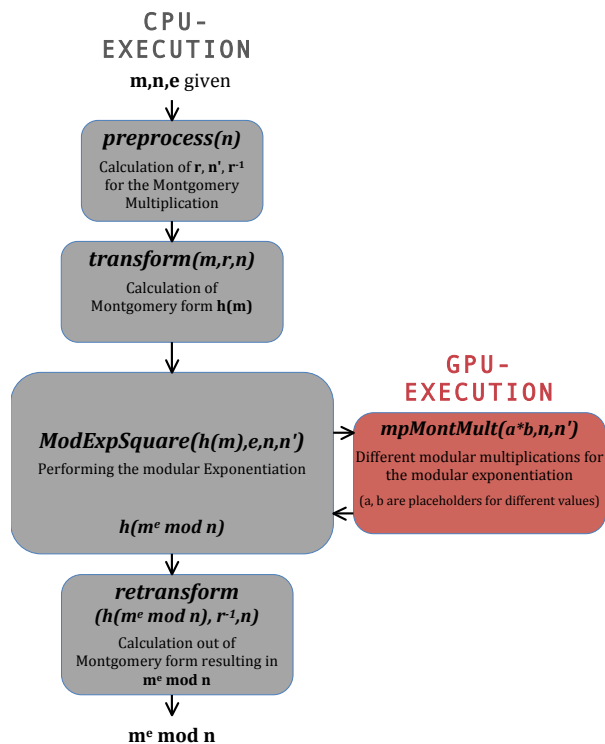 CPU-
EXECUTION
m,n,e given
preprocess(n)
Calculation of r, n', r⁻¹
for the Montgomery
Multiplication
transform(m,r,n)
Calculation of
Montgomery form h(m)
GPU-
EXECUTION
ModExpSquare(h(m),e,n,n')
Performing the modular Exponentiation
h(mᵉ mod n)
mpMontMult(a*b,n,n')
Different modular multiplications for
the modular exponentiation
(a, b are placeholders for different values)
retransform
(h(mᵉ mod n), r⁻¹,n)
Calculation out of
Montgomery form resulting in
mᵉ mod n
mᵉ mod n